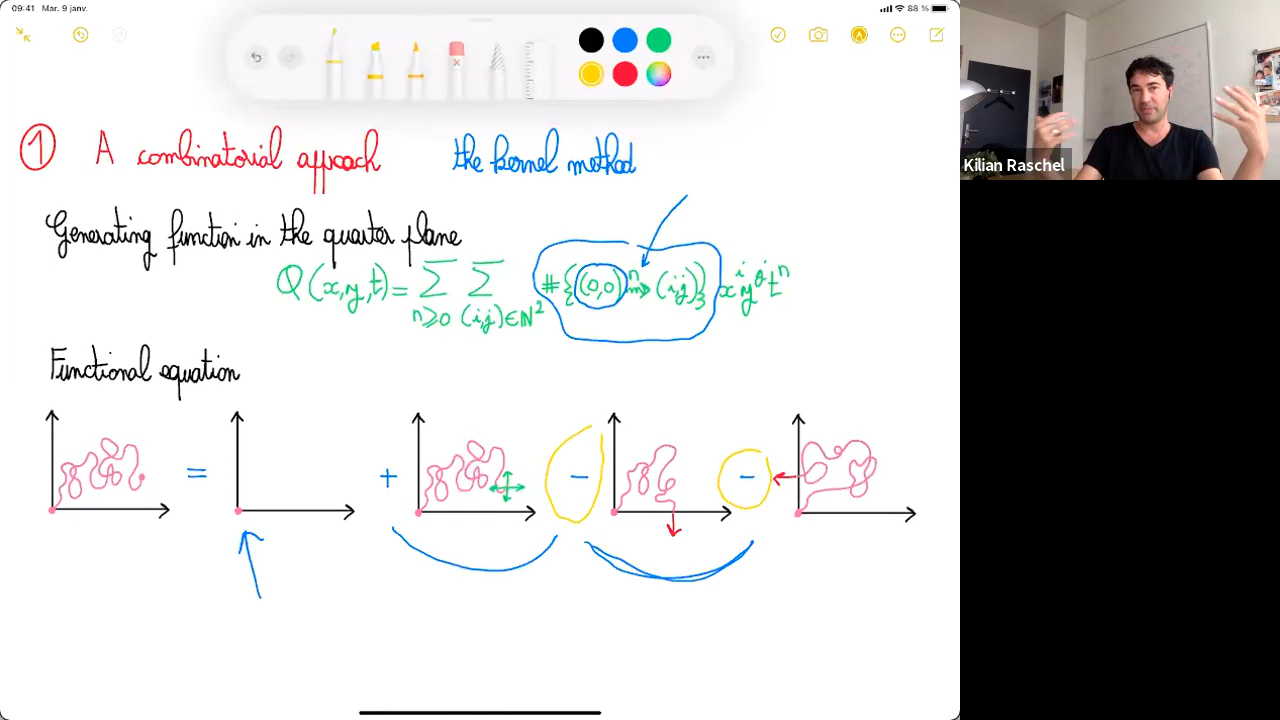 09:41 Mar. 9 janv. 88 %
① A combinatorial approach the kernel method
Generating function in the quarter plane
Q(x,y,t) = ∑ ∑ #{(0,0) ⇝ (i,j)} x^i y^j t^n
n≥0 (i,j)∈ℕ² n
Functional equation
= + - -
Kilian Raschel